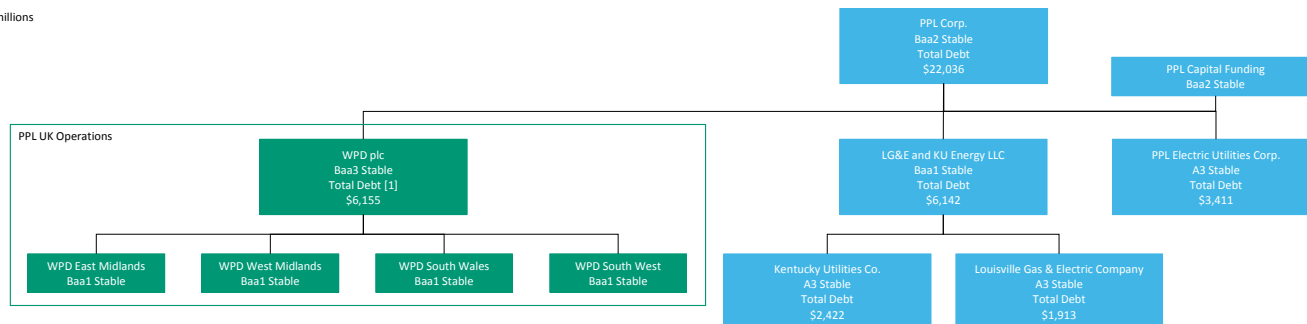 PPL Corp.
Baa2 Stable
Total Debt
$22,036
PPL Capital Funding
Baa2 Stable
PPL UK Operations
WPD plc
Baa3 Stable
Total Debt [1]
$6,155
LG&E and KU Energy LLC
Baa1 Stable
Total Debt
$6,142
PPL Electric Utilities Corp.
A3 Stable
Total Debt
$3,411
WPD East Midlands
Baa1 Stable
WPD West Midlands
Baa1 Stable
WPD South Wales
Baa1 Stable
WPD South West
Baa1 Stable
Kentucky Utilities Co.
A3 Stable
Total Debt
$2,422
Louisville Gas & Electric Company
A3 Stable
Total Debt
$1,913